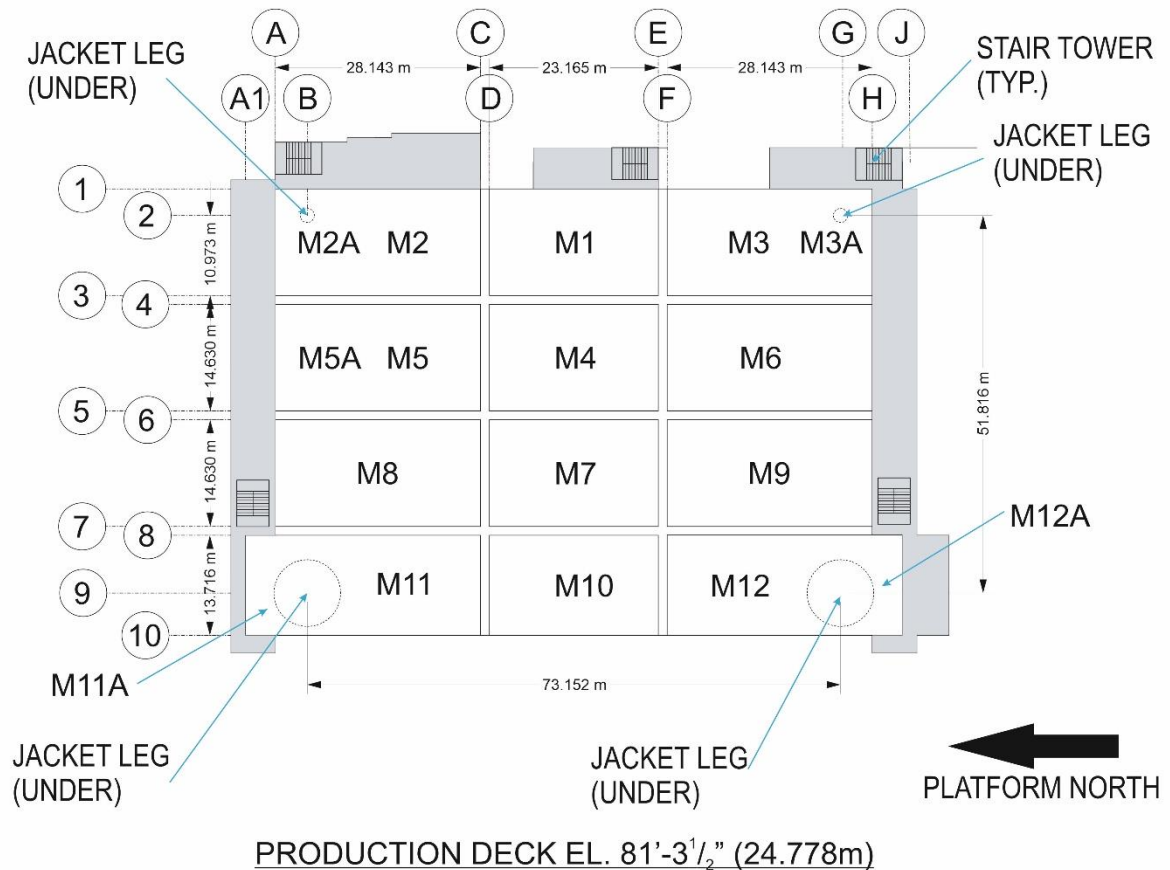 A
C
E
G
J
JACKET LEG
(UNDER)
28.143 m
23.165 m
28.143 m
STAIR TOWER
(TYP.)
A1
B
D
F
H
JACKET LEG
(UNDER)
1
2
10.973 m
M2A
M2
M1
M3
M3A
3
4
14.630 m
M5A
M5
M4
M6
51.816 m
5
6
14.630 m
M8
M7
M9
7
8
M12A
13.716 m
9
M11
M10
M12
10
M11A
73.152 m
JACKET LEG
(UNDER)
JACKET LEG
(UNDER)
PLATFORM NORTH
PRODUCTION DECK EL. 81'-3 1/2" (24.778m)